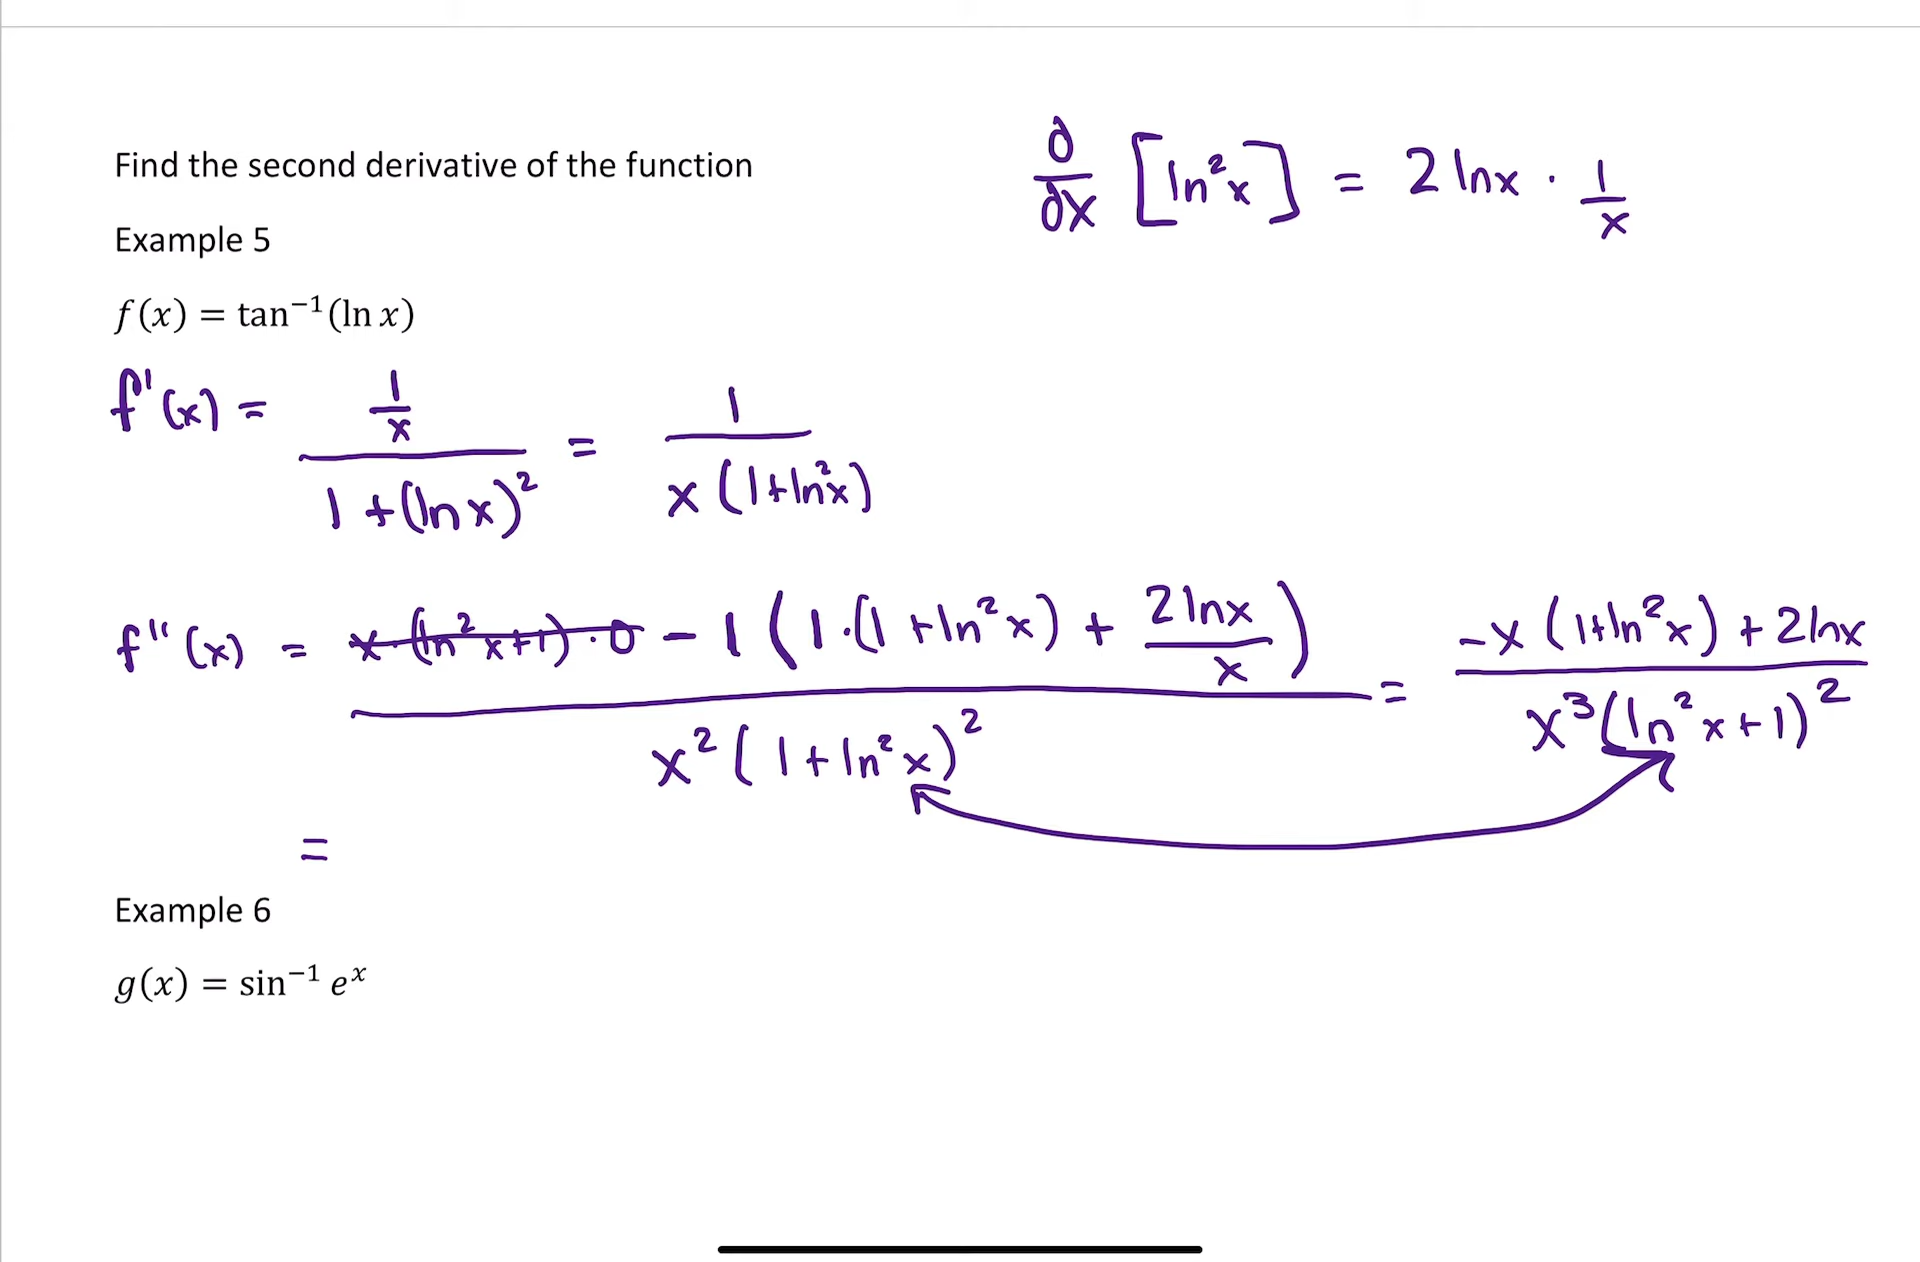 Find the second derivative of the function
∂/∂x [ln²x] = 2 lnx · 1/x
Example 5
f(x) = tan⁻¹(ln x)
f'(x) = (1/x)/(1+(ln x)²) = 1/(x(1+ln²x))
f''(x) = (x·(ln²x+1)·0 − 1(1·(1+ln²x) + 2lnx/x))/(x²(1+ln²x)²) = (−x(1+ln²x)+2lnx)/(x³(ln²x+1)²)
=
Example 6
g(x) = sin⁻¹ eˣ